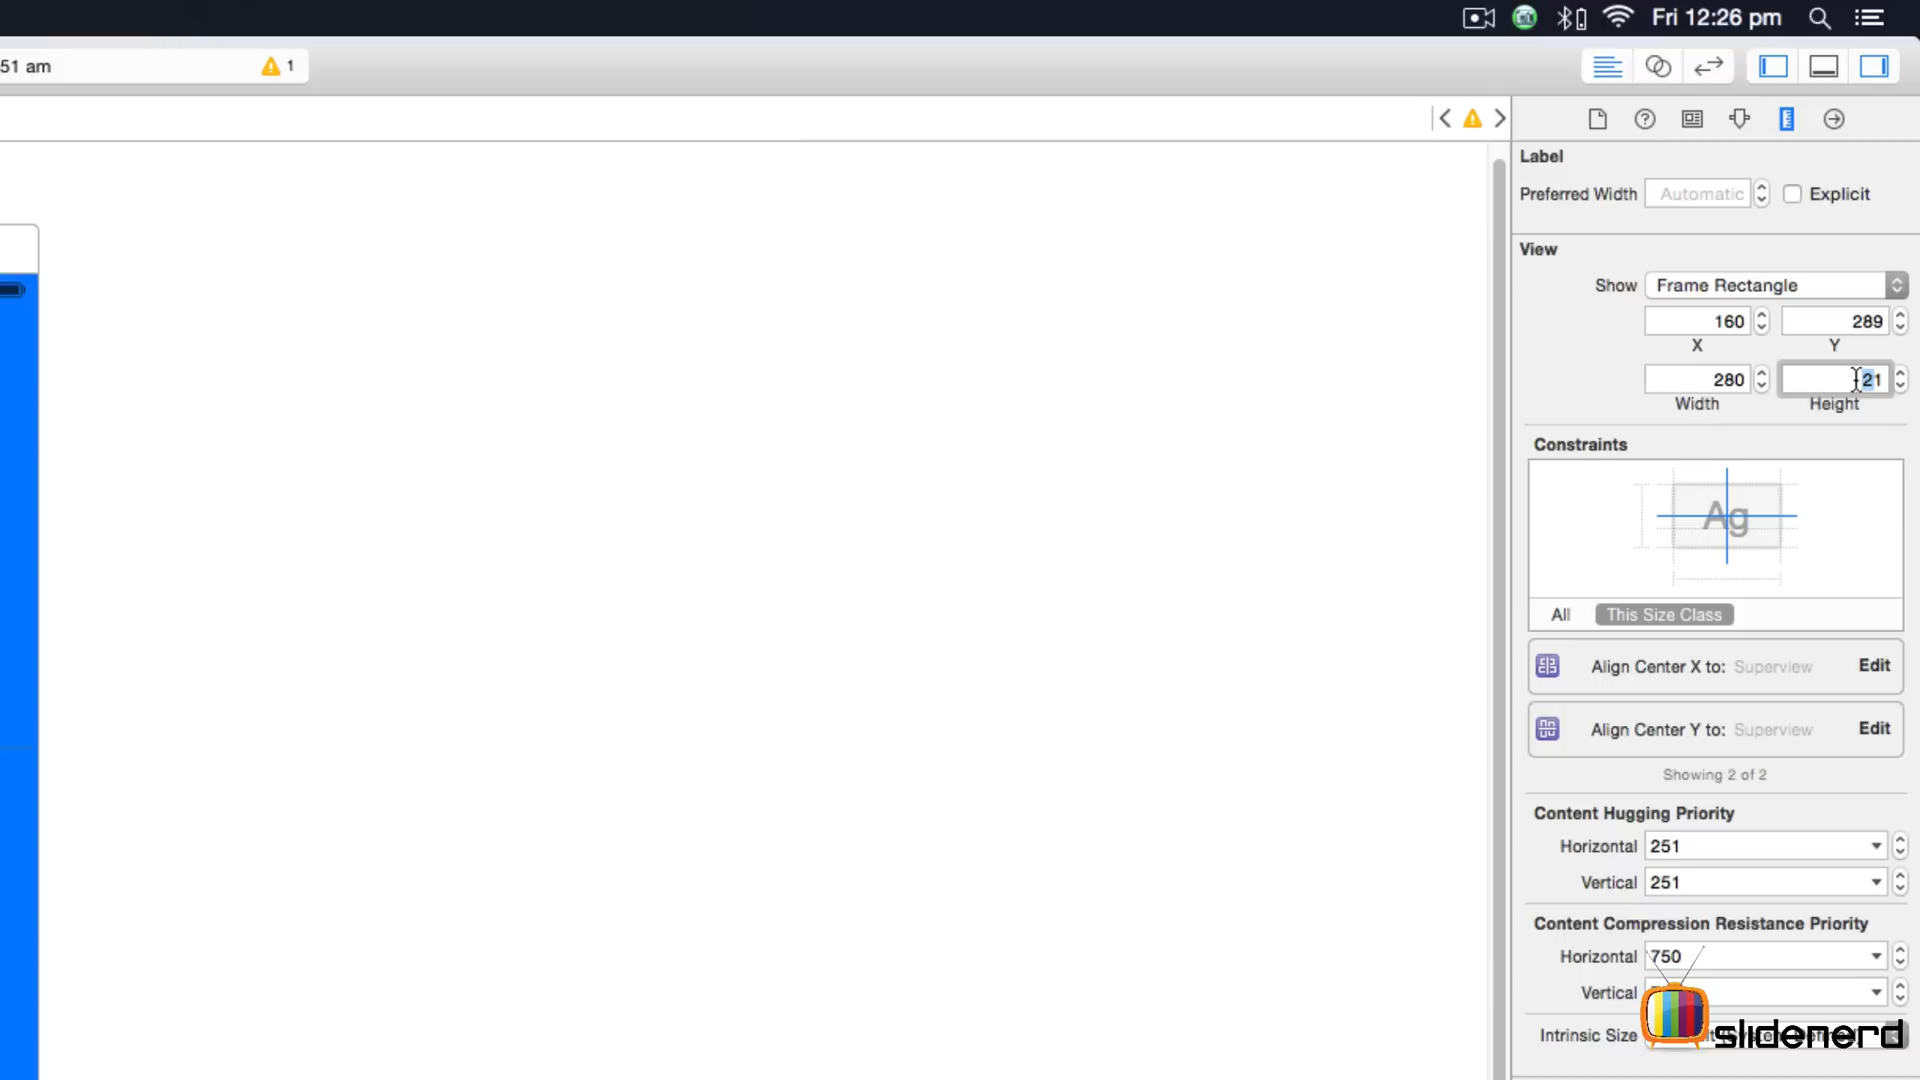 Fri 12:26 pm
51 am
1
Label
Preferred Width Automatic Explicit
View
Show Frame Rectangle
160 289
X Y
280 21
Width Height
Constraints
Ag
All This Size Class
Align Center X to: Superview Edit
Align Center Y to: Superview Edit
Showing 2 of 2
Content Hugging Priority
Horizontal 251
Vertical 251
Content Compression Resistance Priority
Horizontal 750
Vertical
Intrinsic Size
slidenerd